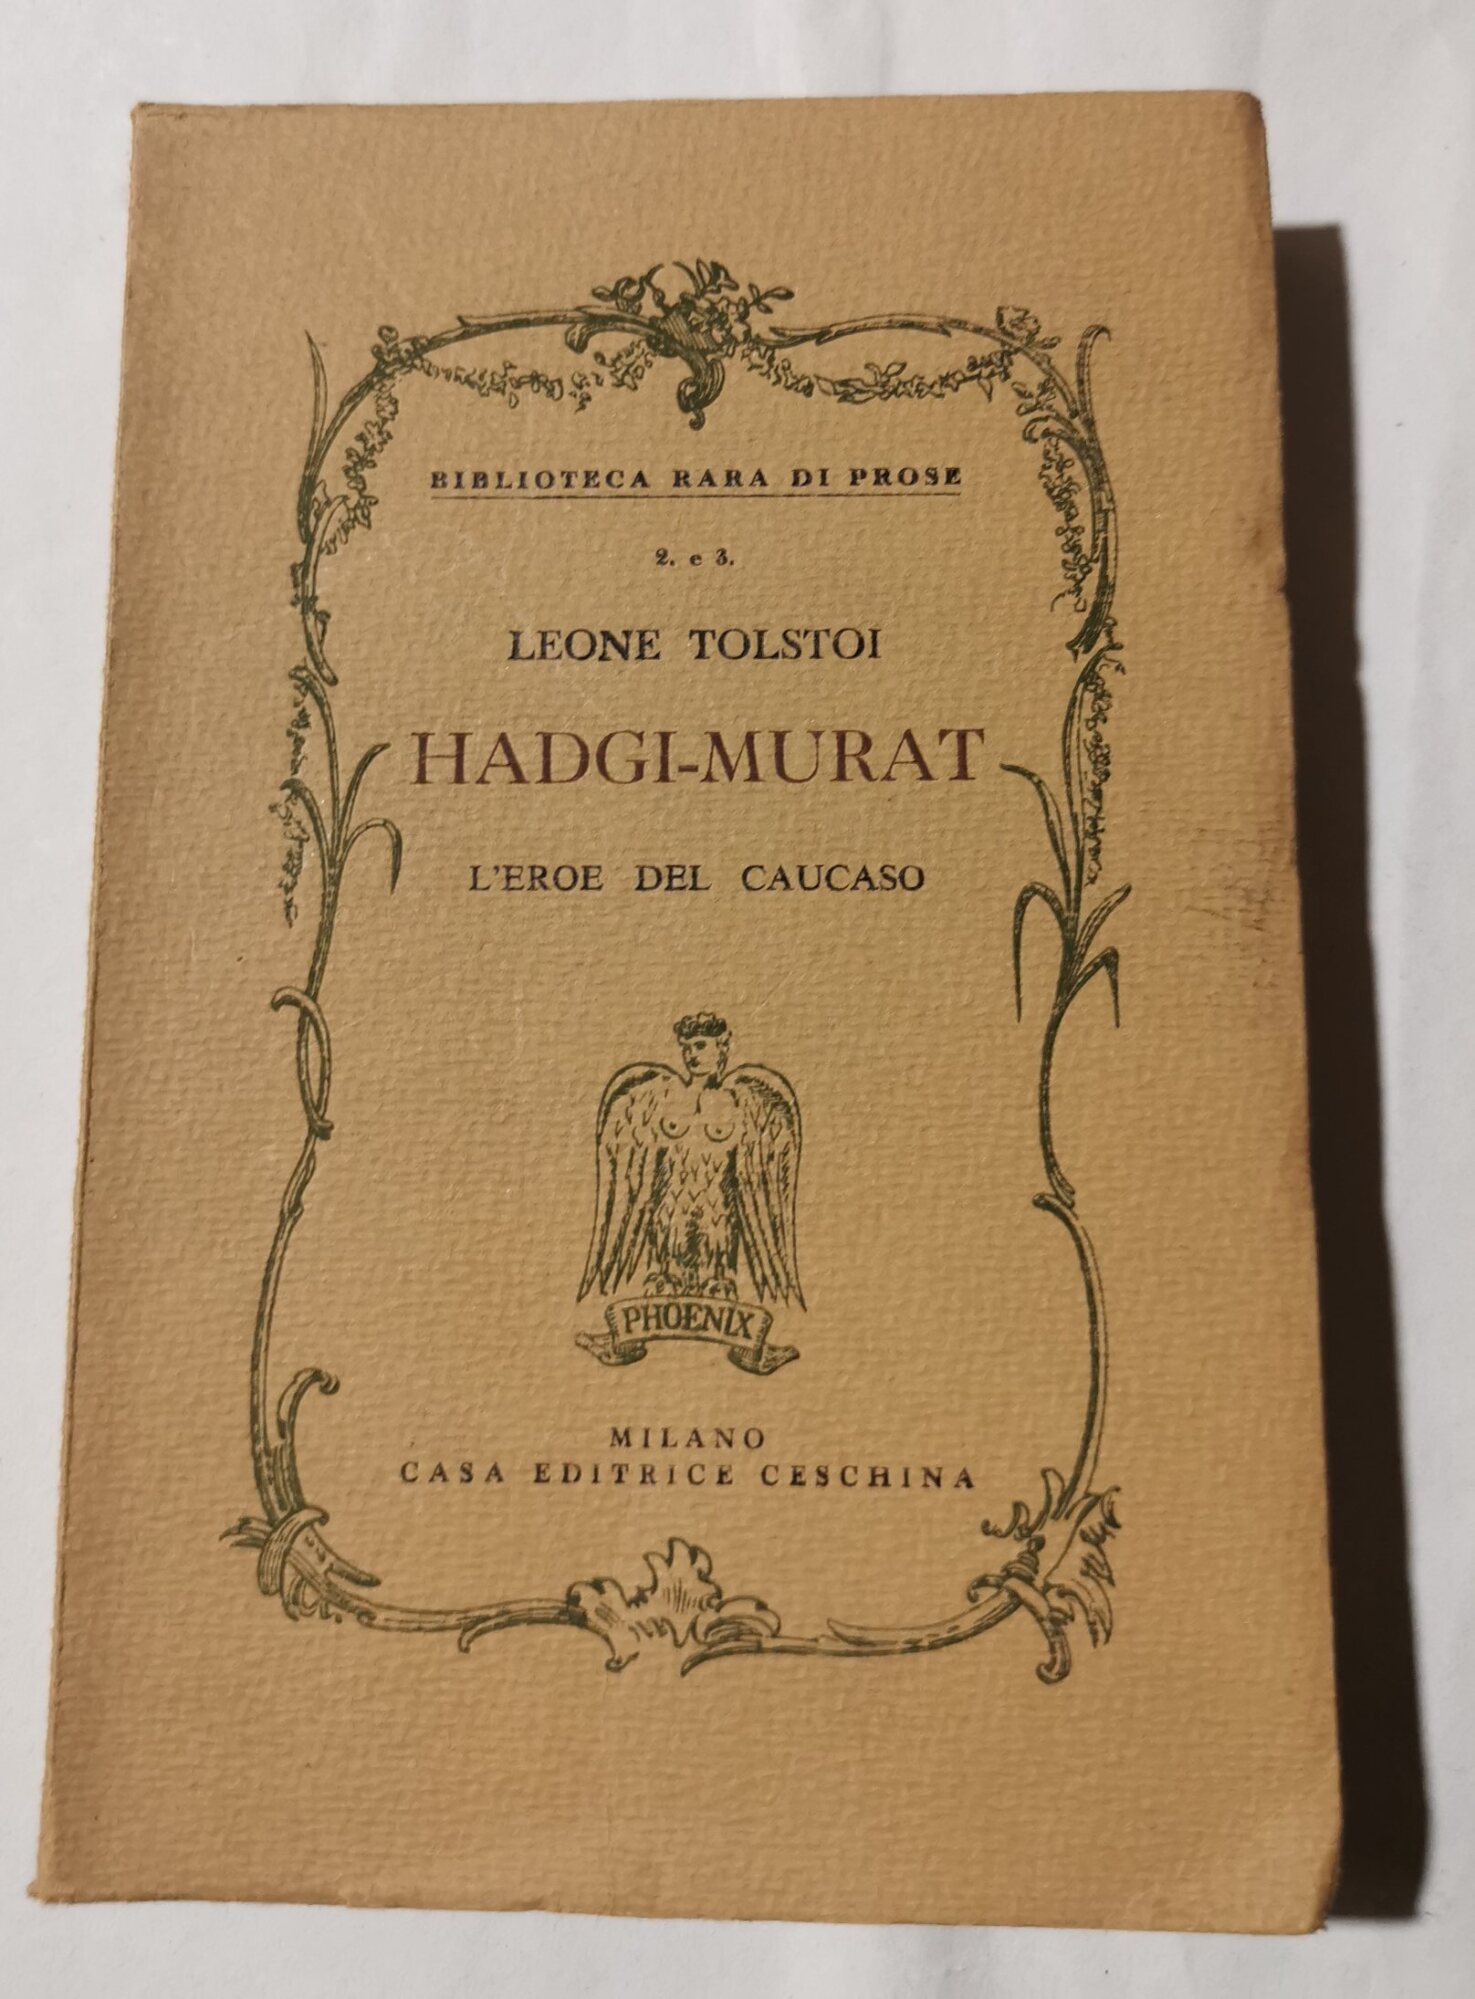 BIBLIOTECA RARA DI PROSE
2. e 3.
LEONE TOLSTOI
HADGI-MURAT
L'EROE DEL CAUCASO
PHOENIX
MILANO
CASA EDITRICE CESCHINA